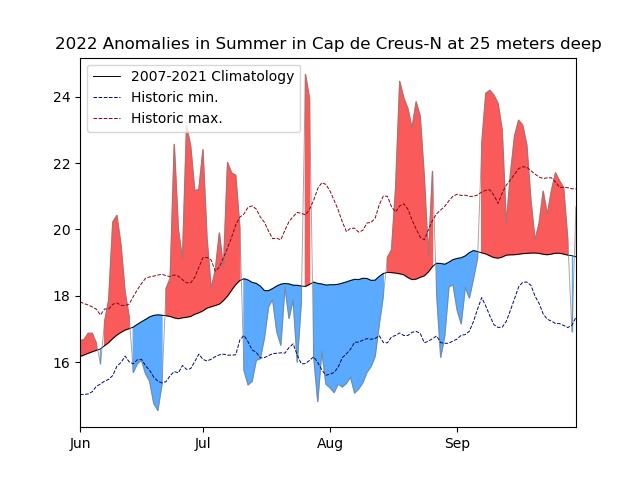 2022 Anomalies in Summer in Cap de Creus-N at 25 meters deep
2007-2021 Climatology
Historic min.
Historic max.
24
22
20
18
16
Jun Jul Aug Sep